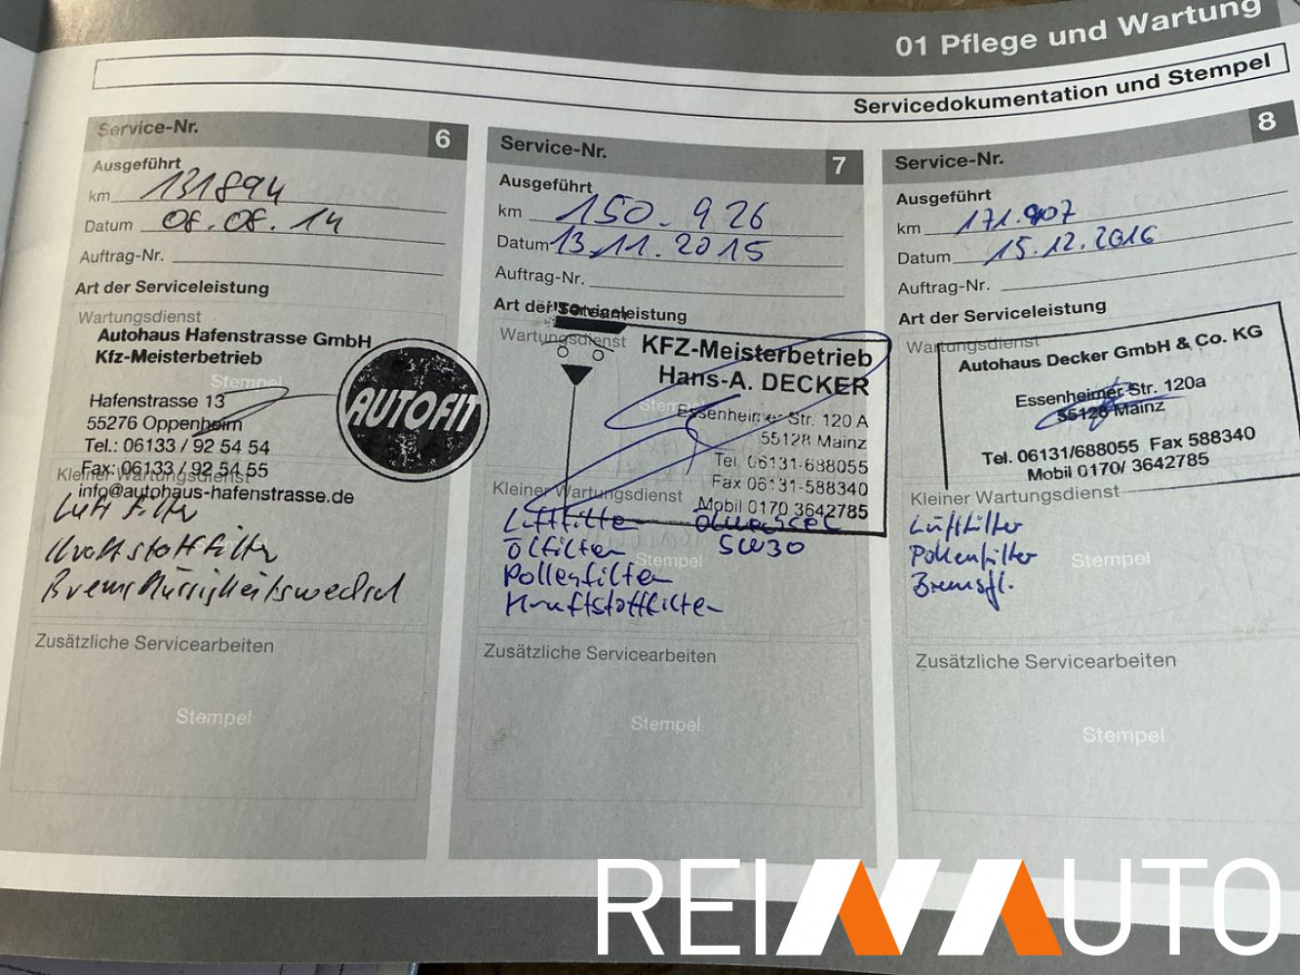 01 Pflege und Wartung
Servicedokumentation und Stempel
Service-Nr. 6
Ausgeführt
km 131894
Datum 08.08.14
Auftrag-Nr.
Art der Serviceleistung
Wartungsdienst
Autohaus Hafenstrasse GmbH
Kfz-Meisterbetrieb
Stempel
Hafenstrasse 13
55276 Oppenheim
Tel.: 06133 / 92 54 54
Fax: 06133 / 92 54 55
info@autohaus-hafenstrasse.de
AUTOFIT
Kleiner Wartungsdienst
Luftfilter
Kraftstoffilter
Bremsflüssigkeitswechsel
Zusätzliche Servicearbeiten
Stempel
Service-Nr. 7
Ausgeführt
km 150.926
Datum 13.11.2015
Auftrag-Nr.
Art der Serviceleistung
Wartungsdienst
KFZ-Meisterbetrieb
Hans-A. DECKER
Stempel
Essenheimer Str. 120 A
55128 Mainz
Tel. 06131-688055
Fax 06131-588340
Mobil 0170 3642785
Kleiner Wartungsdienst
Luftfilter
Ölfilter 5W30
Stempel
Pollenfilter
Kraftstoffilter
Zusätzliche Servicearbeiten
Stempel
Service-Nr. 8
Ausgeführt
km 171.907
Datum 15.12.2016
Auftrag-Nr.
Art der Serviceleistung
Wartungsdienst
Autohaus Decker GmbH & Co. KG
Essenheimer Str. 120a
55128 Mainz
Tel. 06131/688055 Fax 588340
Mobil 0170/ 3642785
Kleiner Wartungsdienst
Luftfilter
Pollenfilter
Stempel
Bremsfl.
Zusätzliche Servicearbeiten
Stempel
REINAUTO